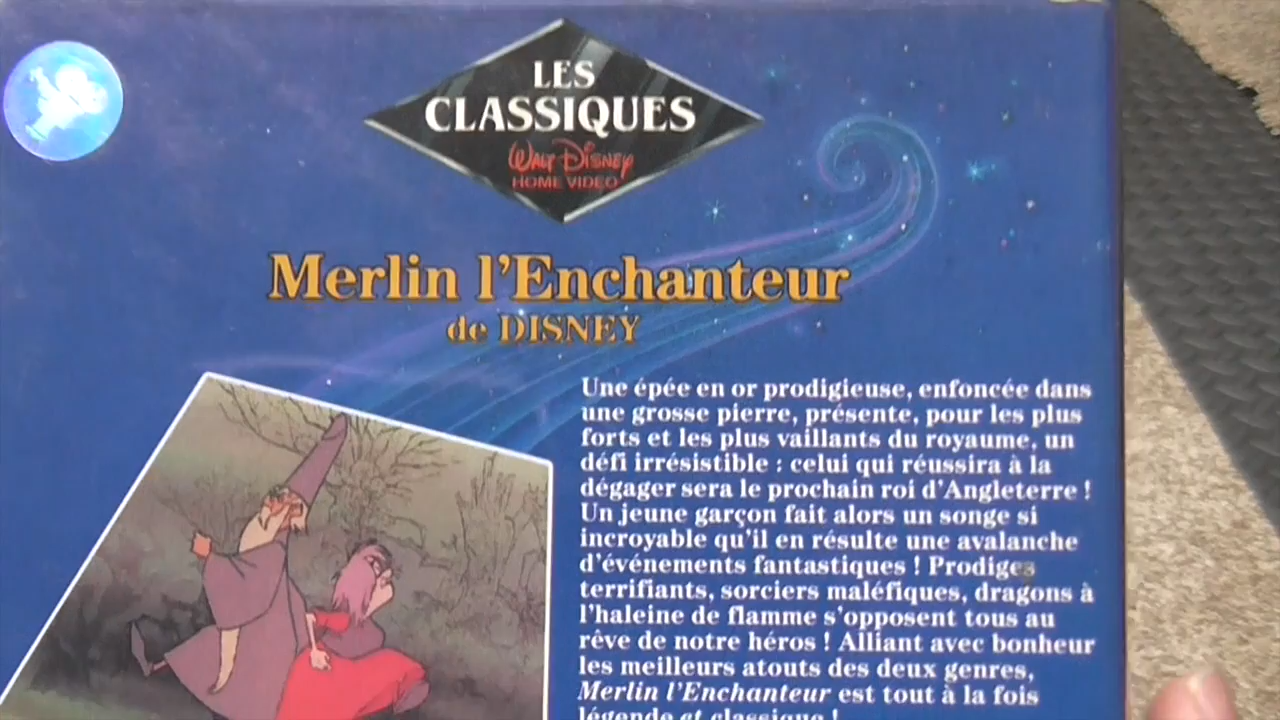 LES
CLASSIQUES
WALT DISNEY
HOME VIDEO
Merlin l'Enchanteur
de DISNEY
Une épée en or prodigieuse, enfoncée dans
une grosse pierre, présente, pour les plus
forts et les plus vaillants du royaume, un
défi irrésistible : celui qui réussira à la
dégager sera le prochain roi d'Angleterre !
Un jeune garçon fait alors un songe si
incroyable qu'il en résulte une avalanche
d'événements fantastiques ! Prodiges
terrifiants, sorciers maléfiques, dragons à
l'haleine de flamme s'opposent tous au
rêve de notre héros ! Alliant avec bonheur
les meilleurs atouts des deux genres,
Merlin l'Enchanteur est tout à la fois
légende et classique !